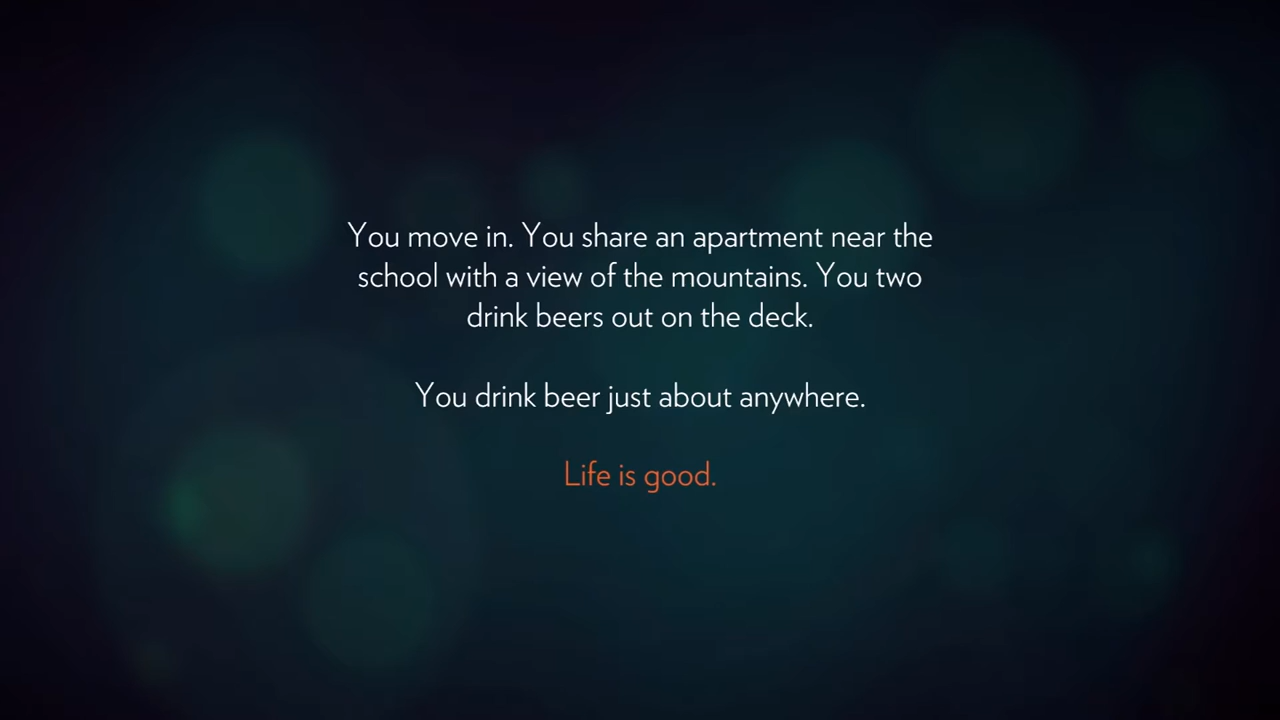 You move in. You share an apartment near the
school with a view of the mountains. You two
drink beers out on the deck.
You drink beer just about anywhere.
Life is good.